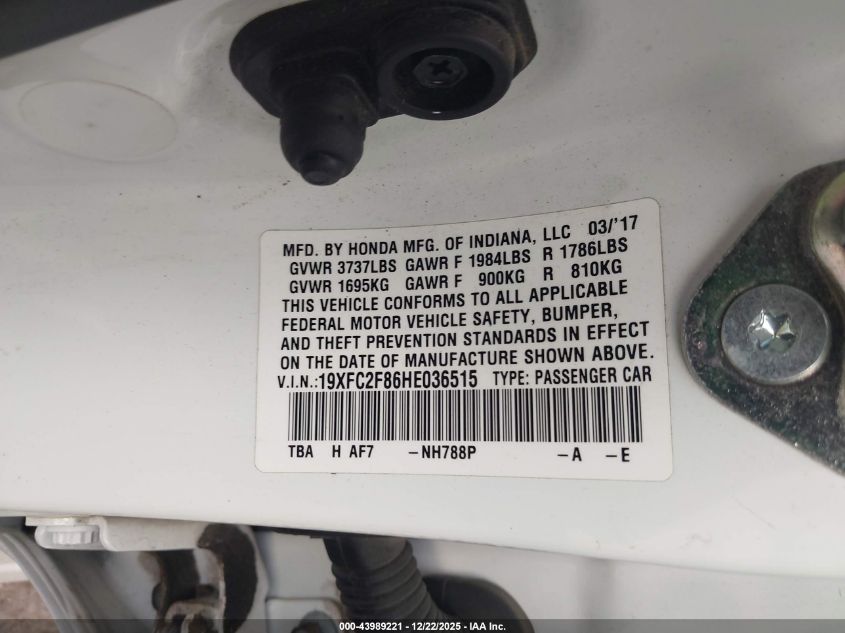 MFD. BY HONDA MFG. OF INDIANA, LLC 03/'17
GVWR 3737LBS GAWR F 1984LBS R 1786LBS
GVWR 1695KG GAWR F 900KG R 810KG
THIS VEHICLE CONFORMS TO ALL APPLICABLE
FEDERAL MOTOR VEHICLE SAFETY, BUMPER,
AND THEFT PREVENTION STANDARDS IN EFFECT
ON THE DATE OF MANUFACTURE SHOWN ABOVE.
V.I.N.:19XFC2F86HE036515 TYPE: PASSENGER CAR
TBA H AF7 -NH788P -A -E
000-43989221 - 12/22/2025 - IAA Inc.